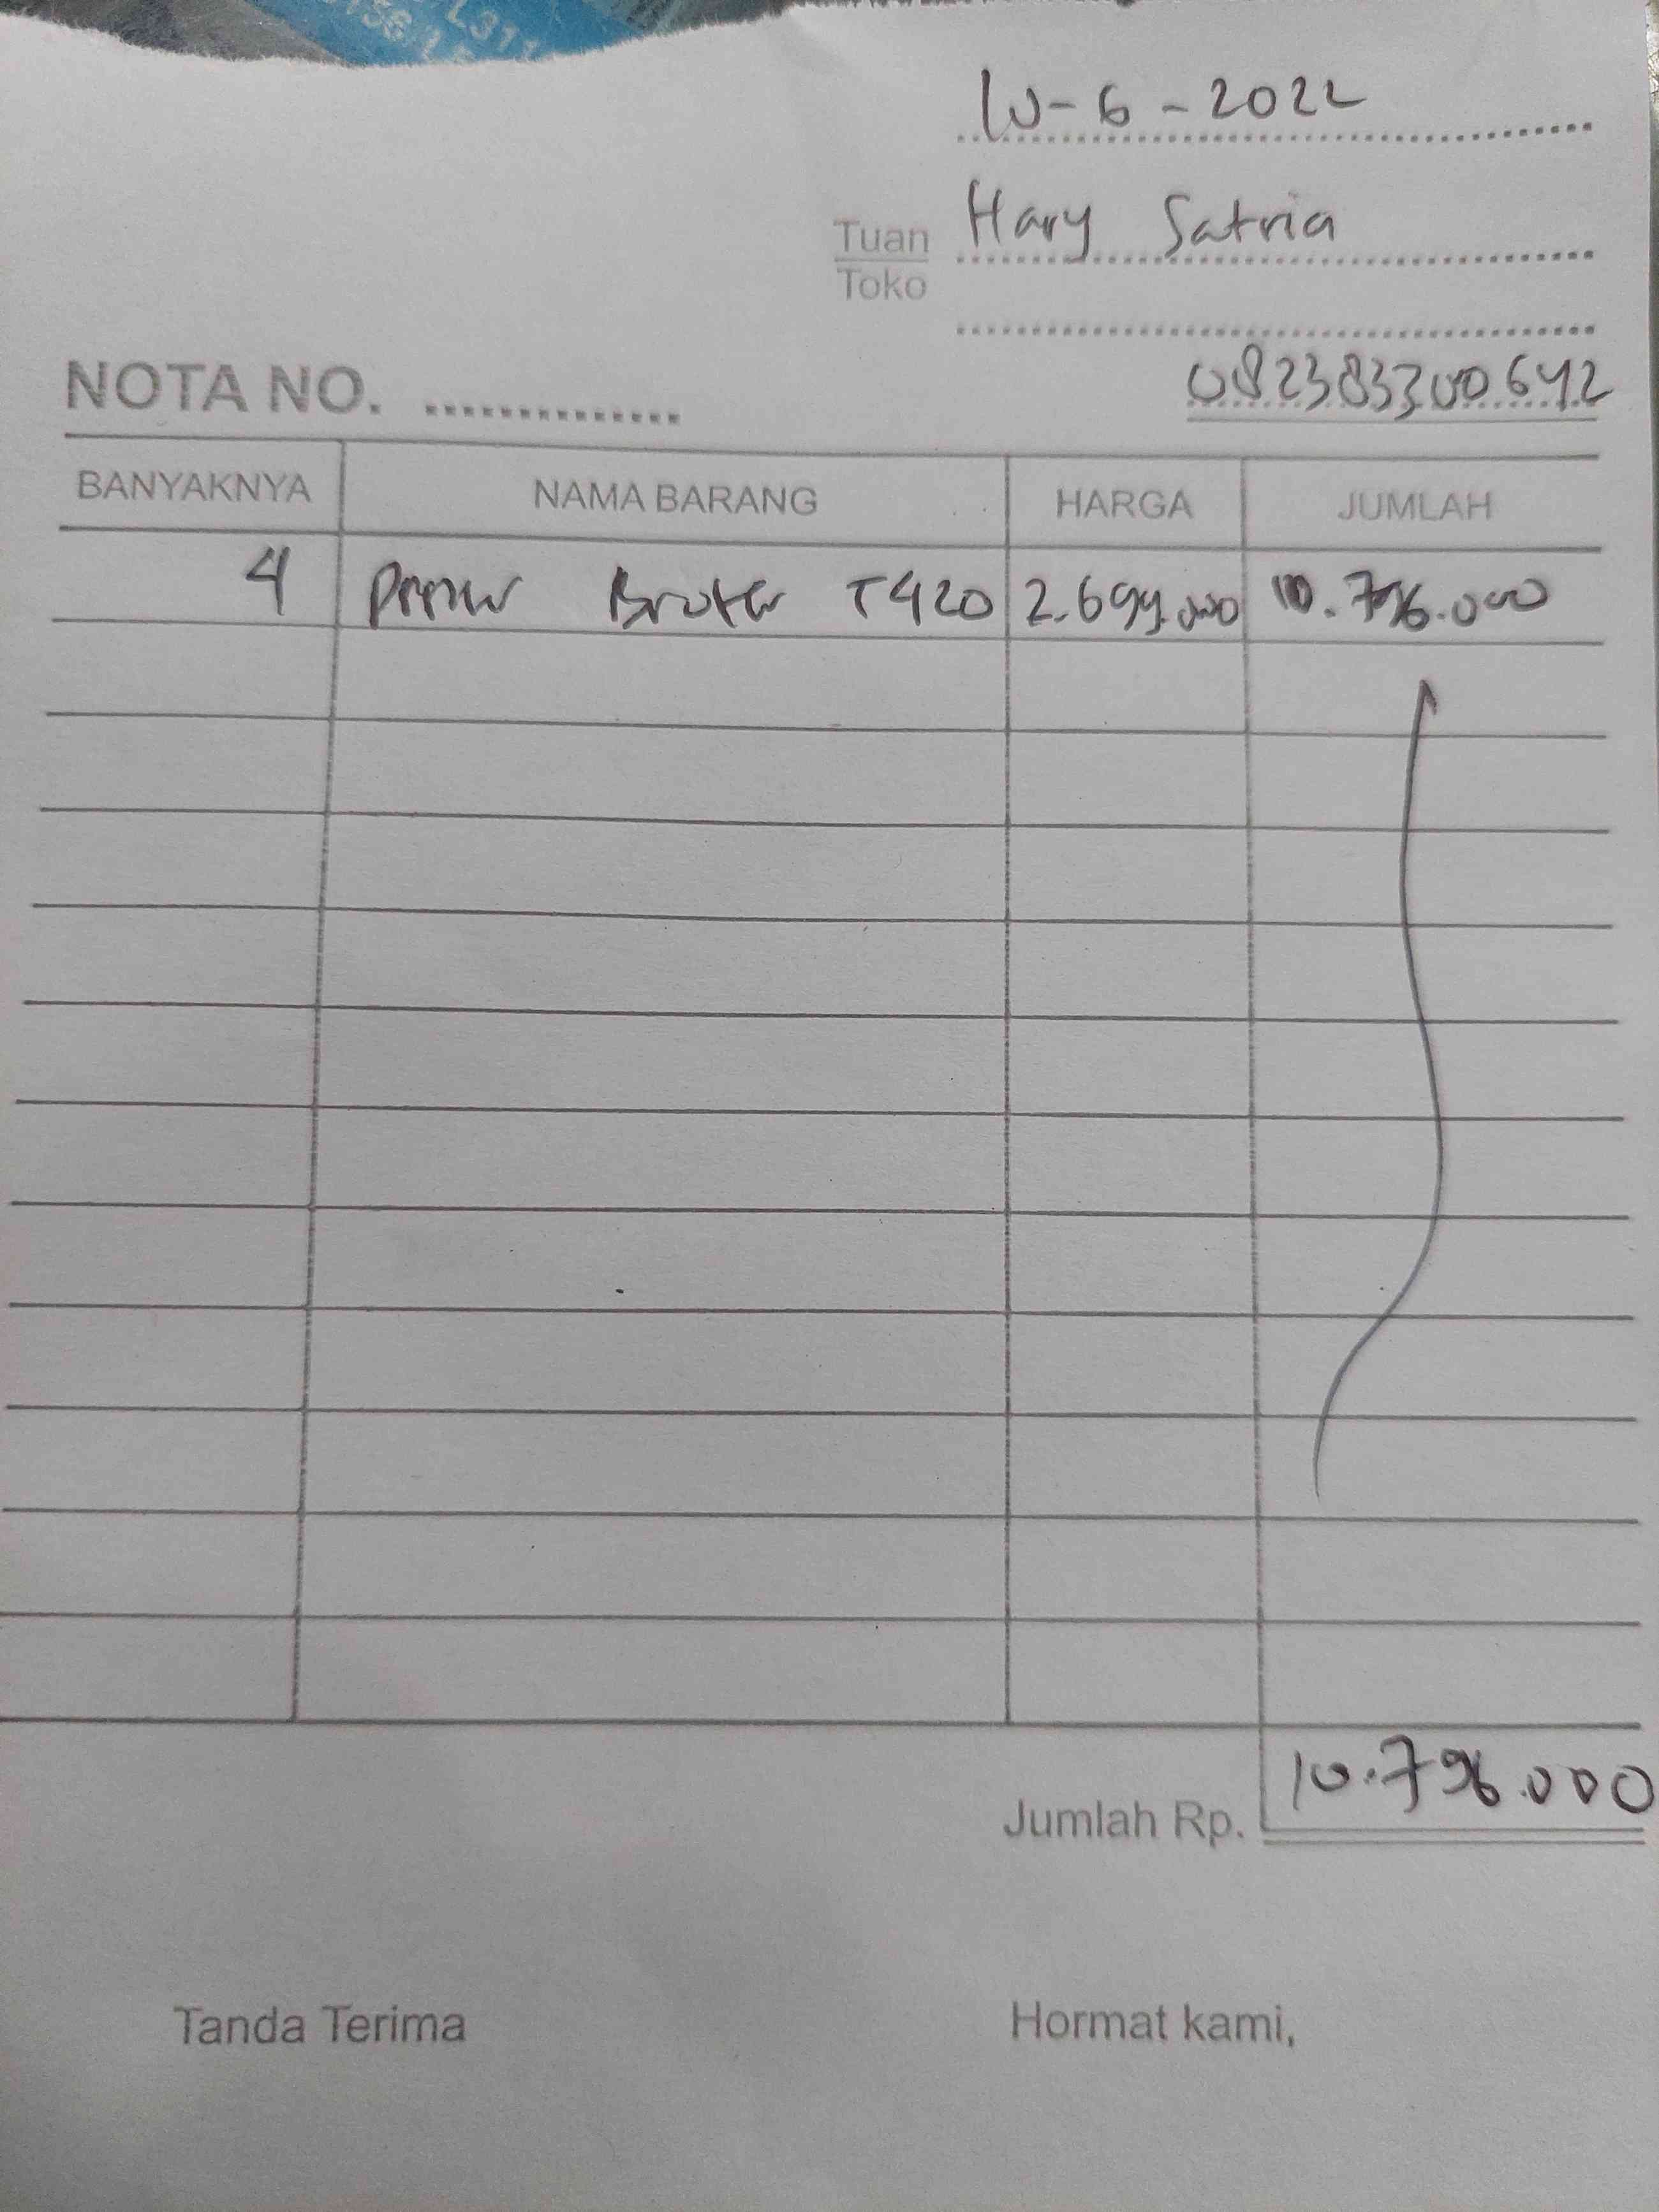 10-6-2022
Tuan Hary Satria
Toko
NOTA NO. ..............
082383300642
BANYAKNYA NAMA BARANG HARGA JUMLAH
4 Printer Broter T420 2.699.000 10.796.000
Jumlah Rp. 10.796.000
Tanda Terima Hormat kami,